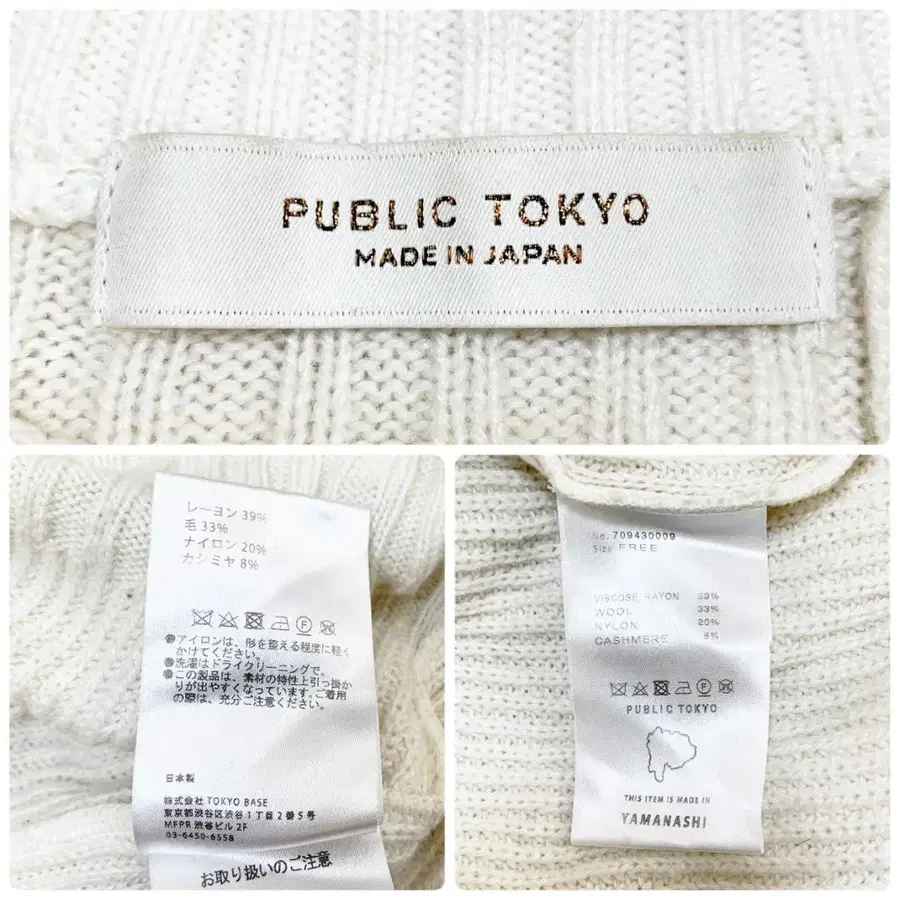 PUBLIC TOKYO
MADE IN JAPAN
レーヨン 39%
毛 33%
ナイロン 20%
カシミヤ 8%
●アイロンは、形を整える程度に軽く
かけてください。
●洗濯はドライクリーニングで。
●この製品は、素材の特性上引っ掛か
りが出やすくなっています。ご着用
の際は、充分ご注意ください。
日本製
株式会社 TOKYO BASE
東京都渋谷区渋谷1丁目2番5号
MFPR 渋谷ビル 2F
03-6450-6558
お取り扱いのご注意
No. 709430009
Size FREE
VISCOSE RAYON 39%
WOOL 33%
NYLON 20%
CASHMERE 8%
PUBLIC TOKYO
THIS ITEM IS MADE IN
YAMANASHI